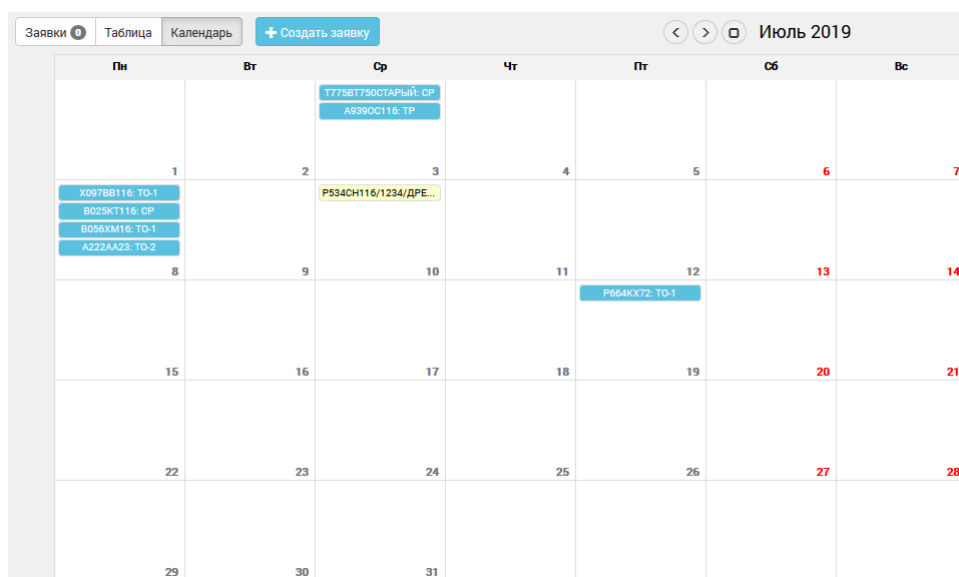 Заявки 0 Таблица Календарь + Создать заявку Июль 2019
Пн Вт Ср Чт Пт Сб Вс
Т775ВТ750СТАРЫЙ: СР
А939ОС116: ТР
1 2 3 4 5 6 7
Х097ВВ116: ТО-1 Р534СН116/1234/ДРЕ...
В025КТ116: СР
В056ХМ16: ТО-1
А222АА23: ТО-2
8 9 10 11 12 13 14
Р664КХ72: ТО-1
15 16 17 18 19 20 21
22 23 24 25 26 27 28
29 30 31